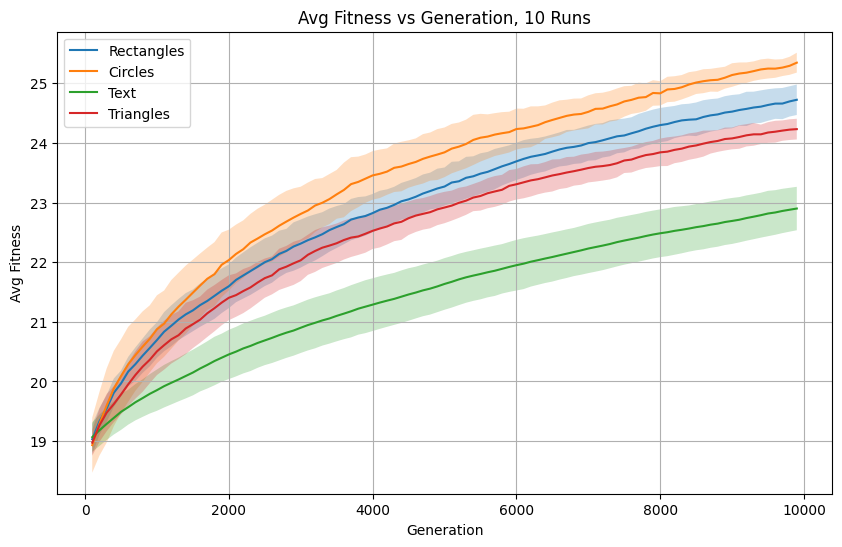 Avg Fitness vs Generation, 10 Runs
Rectangles
Circles
Text
Triangles
Avg Fitness
25
24
23
22
21
20
19
0
2000
4000
6000
8000
10000
Generation